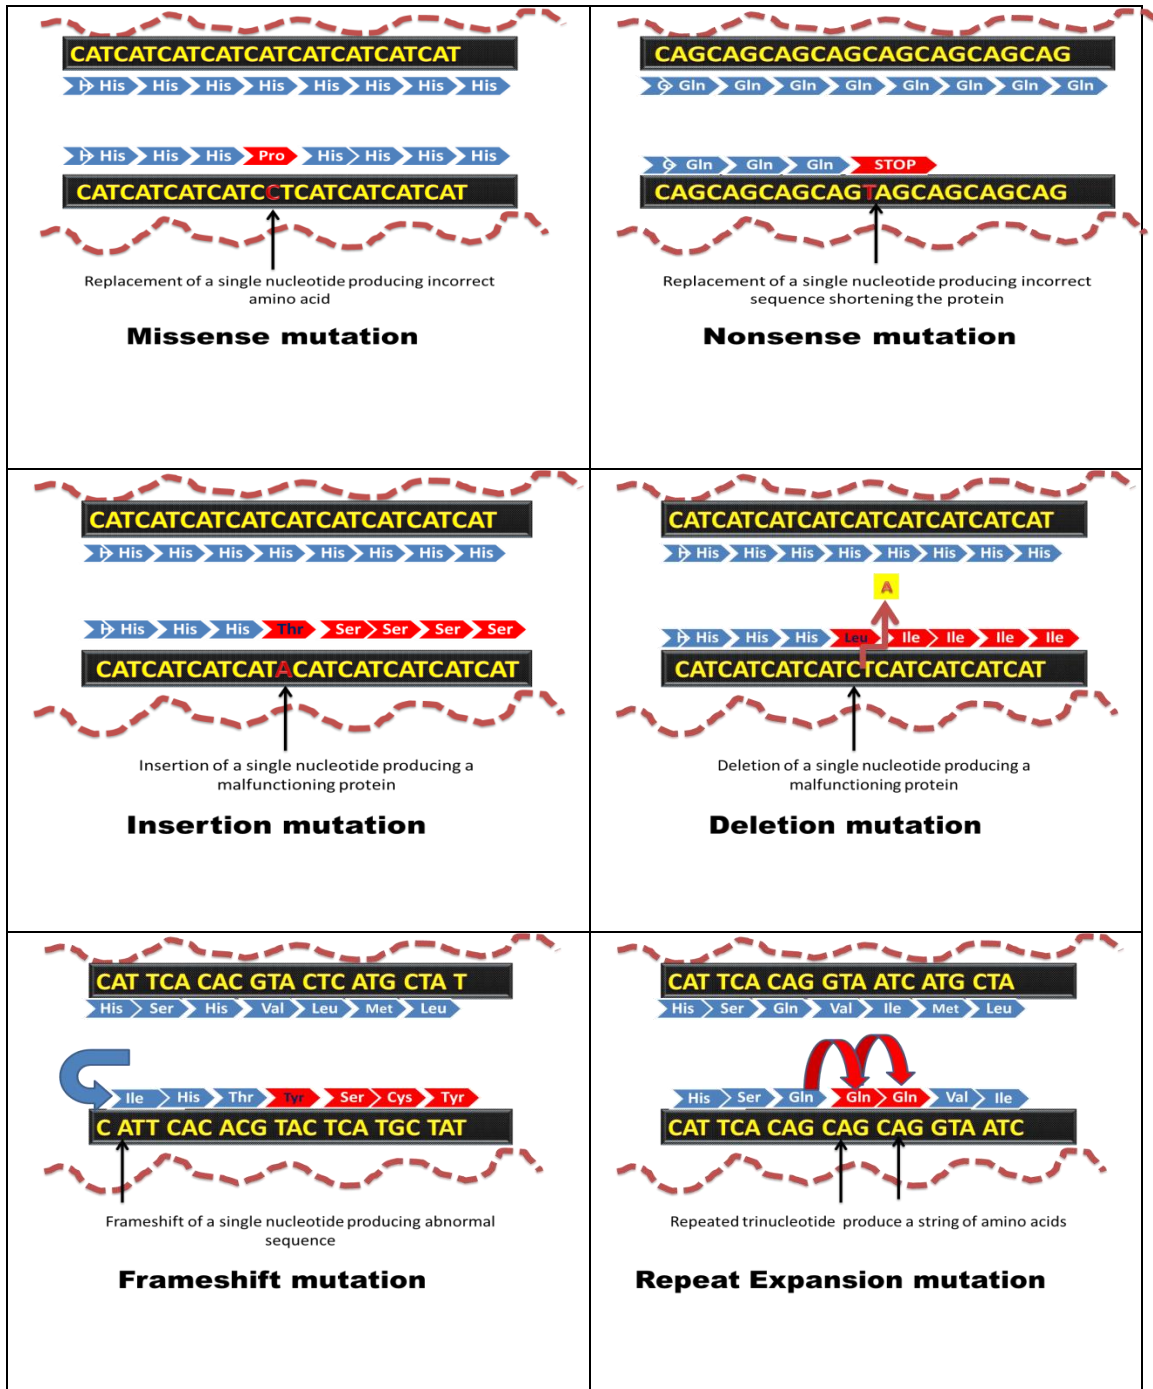 CATCATCATCATCATCATCATCATCAT
H His His His His His His His His
H His His His Pro His His His His
CATCATCATCATCCTCATCATCATCAT
Replacement of a single nucleotide producing incorrect
amino acid
Missense mutation
CAGCAGCAGCAGCAGCAGCAGCAG
G Gln Gln Gln Gln Gln Gln Gln Gln
G Gln Gln Gln STOP
CAGCAGCAGCAGTAGCAGCAGCAG
Replacement of a single nucleotide producing incorrect
sequence shortening the protein
Nonsense mutation
CATCATCATCATCATCATCATCATCAT
H His His His His His His His His
H His His His Thr Ser Ser Ser Ser
CATCATCATCATACATCATCATCATCAT
Insertion of a single nucleotide producing a
malfunctioning protein
Insertion mutation
CATCATCATCATCATCATCATCATCAT
H His His His His His His His His
A
H His His His Leu Ile Ile Ile Ile
CATCATCATCATCTCATCATCATCAT
Deletion of a single nucleotide producing a
malfunctioning protein
Deletion mutation
CAT TCA CAC GTA CTC ATG CTA T
His Ser His Val Leu Met Leu
Ile His Thr Tyr Ser Cys Tyr
C ATT CAC ACG TAC TCA TGC TAT
Frameshift of a single nucleotide producing abnormal
sequence
Frameshift mutation
CAT TCA CAG GTA ATC ATG CTA
His Ser Gln Val Ile Met Leu
His Ser Gln Gln Gln Val Ile
CAT TCA CAG CAG CAG GTA ATC
Repeated trinucleotide produce a string of amino acids
Repeat Expansion mutation